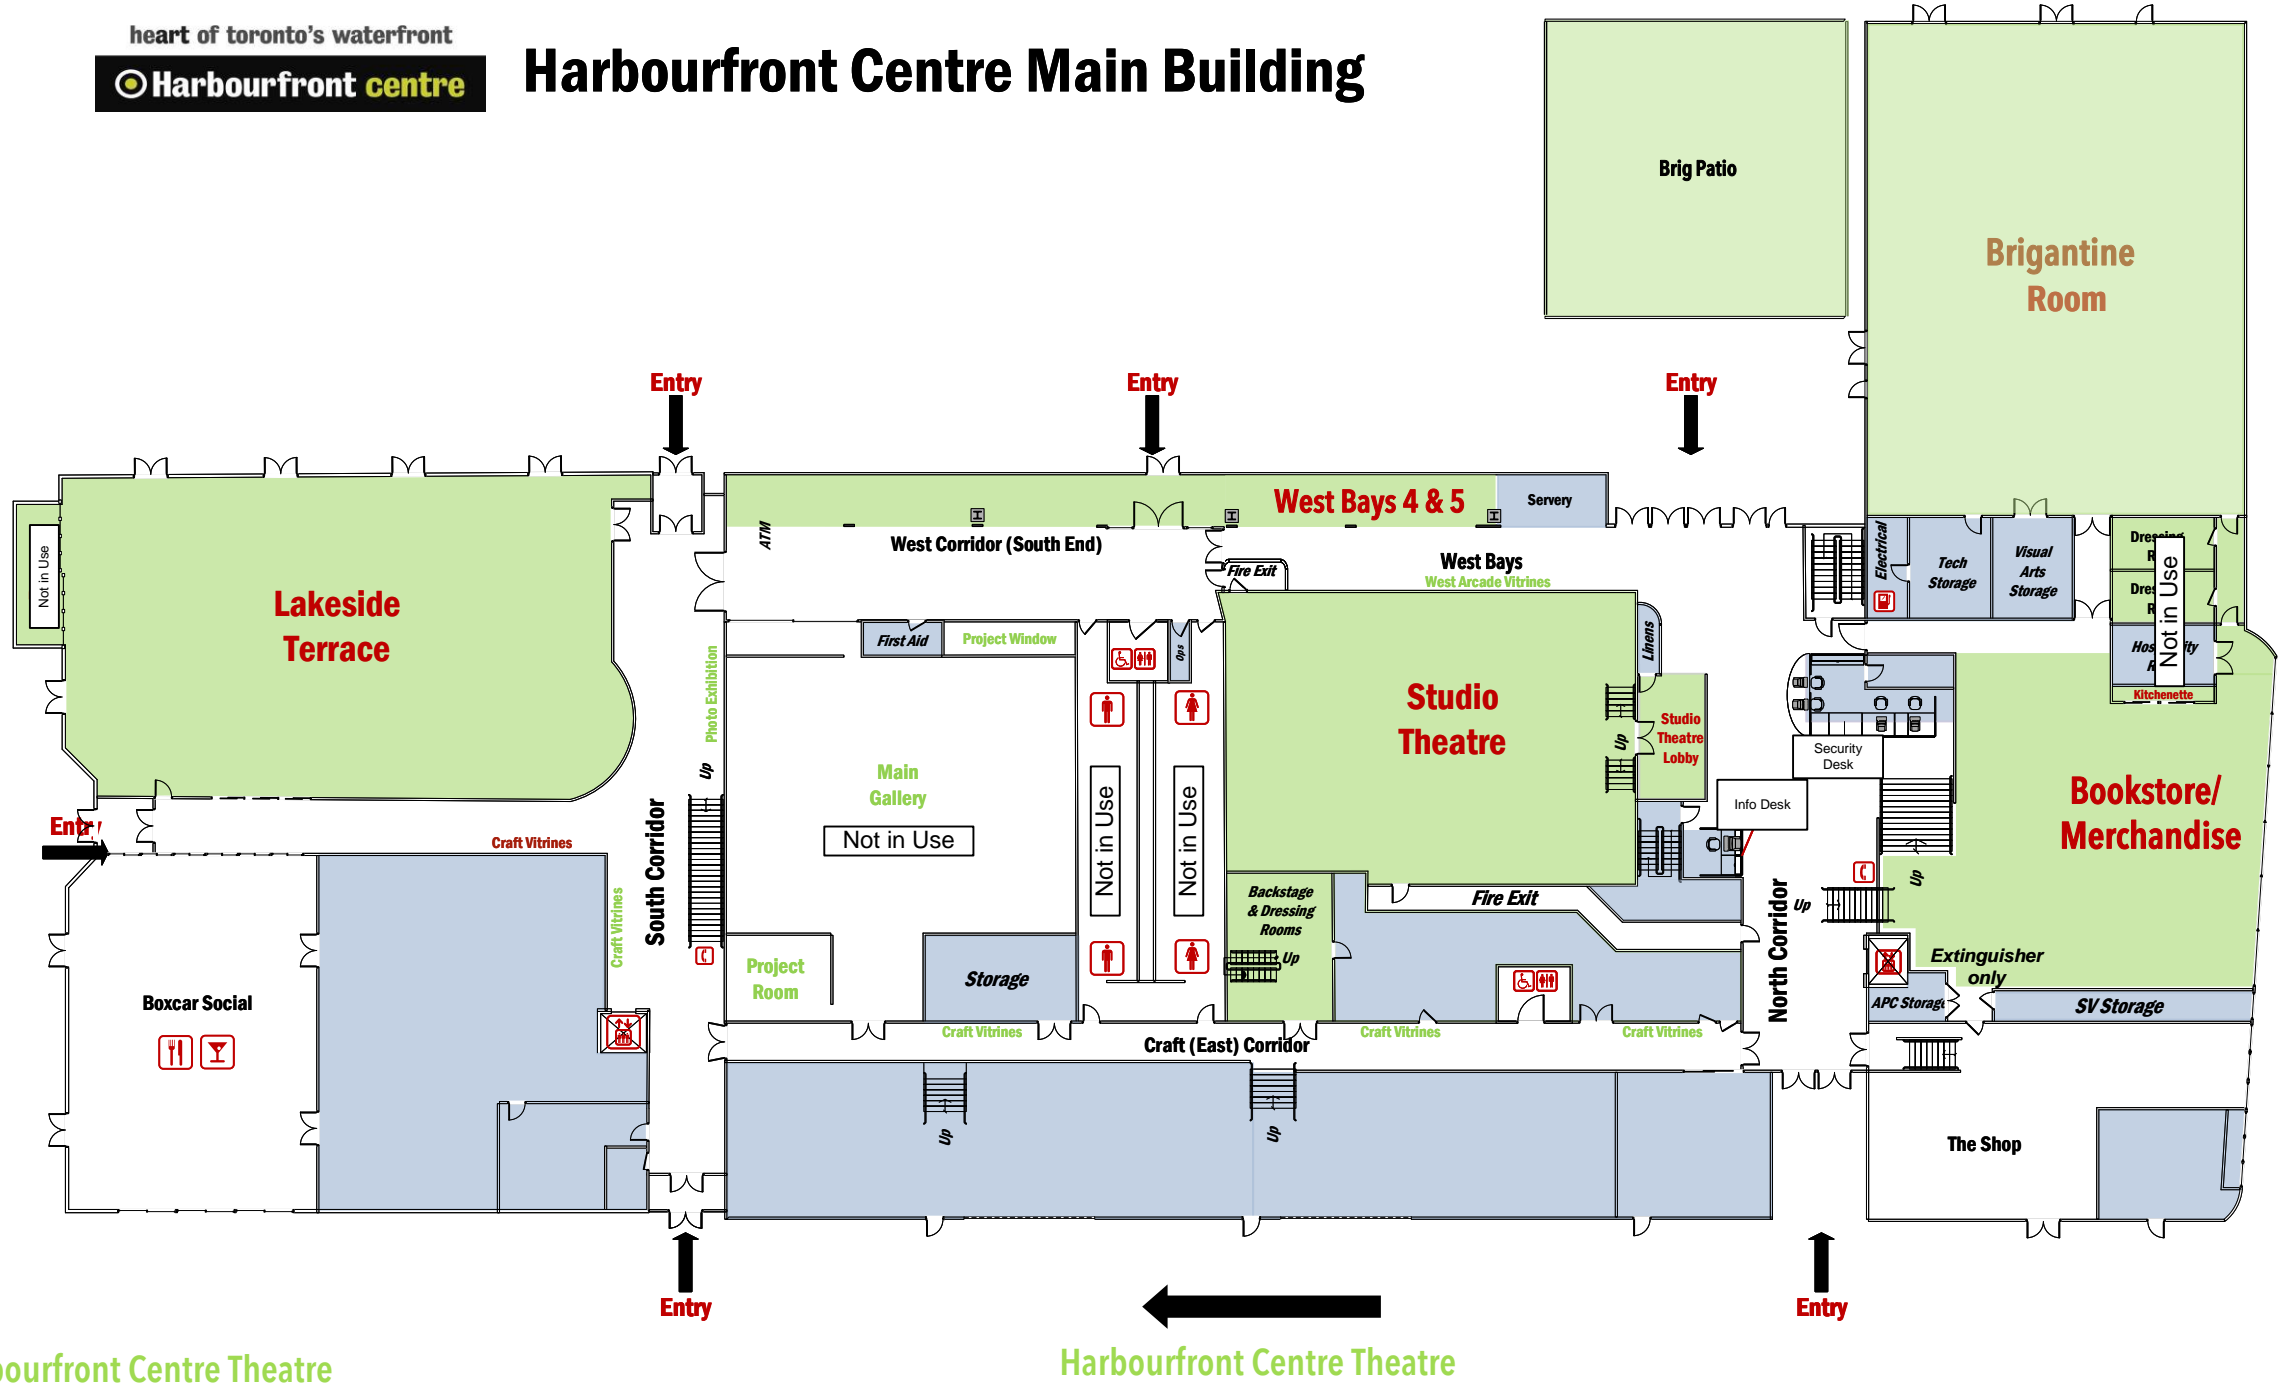 heart of toronto's waterfront
Harbourfront centre
Harbourfront Centre Main Building
Brig Patio
Brigantine
Room
Entry
Entry
Entry
West Bays 4 & 5
Servery
ATM
West Corridor (South End)
Fire Exit
West Bays
West Arcade Vitrines
Electrical
Tech
Storage
Visual
Arts
Storage
Not in Use
Not in Use
Kitchenette
Lakeside
Terrace
First Aid
Project Window
Ops
Linens
Photo Exhibition
Up
Studio
Theatre
Up
Studio
Theatre
Lobby
Security
Desk
Info Desk
Bookstore/
Merchandise
Main
Gallery
Not in Use
Not in Use
Not in Use
Entry
Craft Vitrines
Craft Vitrines
South Corridor
Backstage
& Dressing
Rooms
Up
Fire Exit
North Corridor
Up
Up
Extinguisher
only
APC Storage
SV Storage
Project
Room
Storage
Boxcar Social
Craft Vitrines
Craft Vitrines
Craft Vitrines
Craft (East) Corridor
Up
Up
The Shop
Entry
Entry
Harbourfront Centre Theatre
Centre Theatre